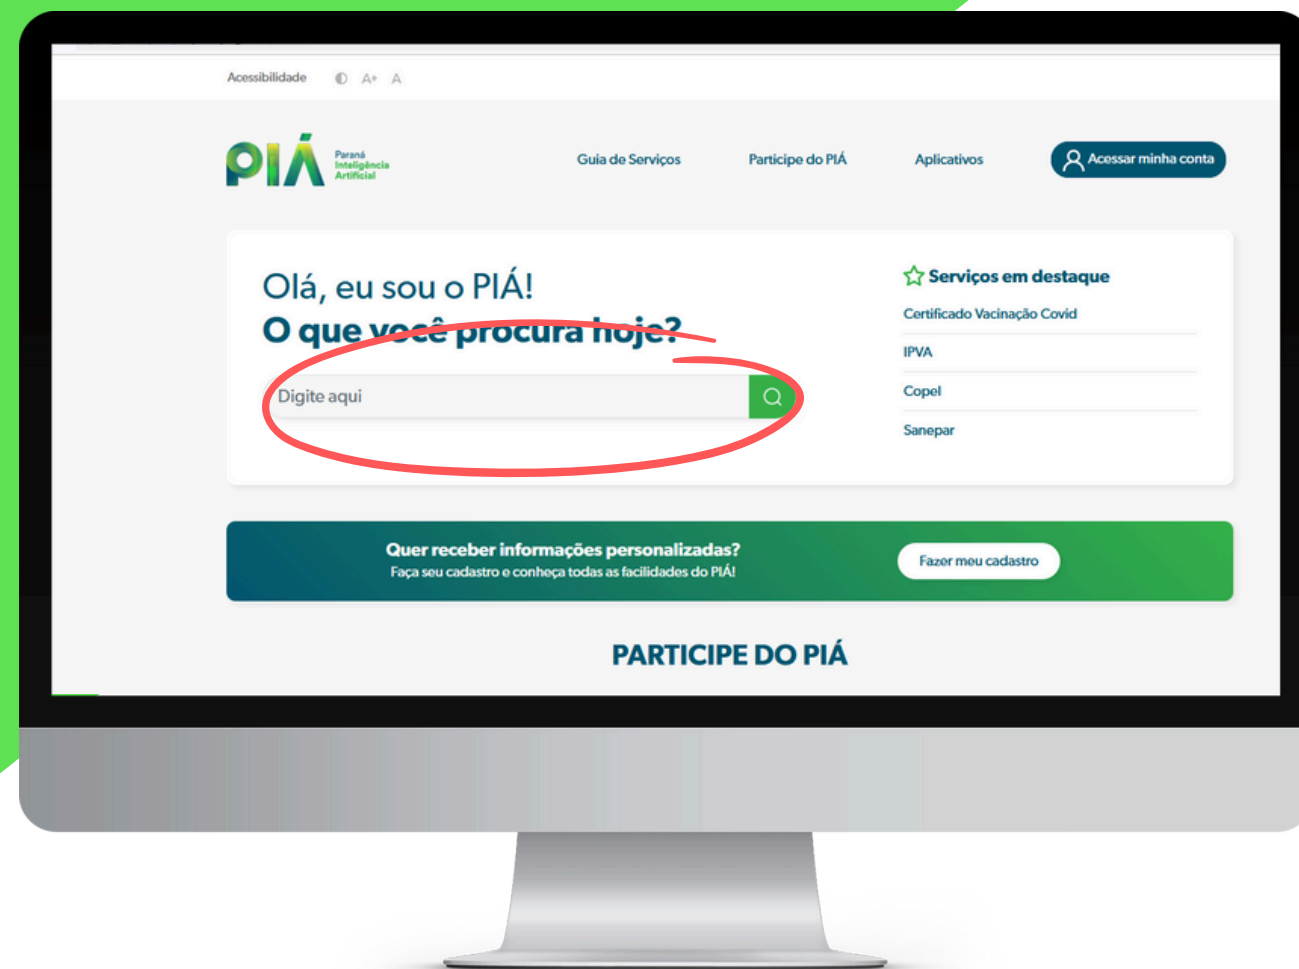 Acessibilidade A+ A
PIÁ
Paraná
Inteligência
Artificial
Guia de Serviços
Participe do PIÁ
Aplicativos
Acessar minha conta
Olá, eu sou o PIÁ!
O que você procura hoje?
Digite aqui
Serviços em destaque
Certificado Vacinação Covid
IPVA
Copel
Sanepar
Quer receber informações personalizadas?
Faça seu cadastro e conheça todas as facilidades do PIÁ!
Fazer meu cadastro
PARTICIPE DO PIÁ